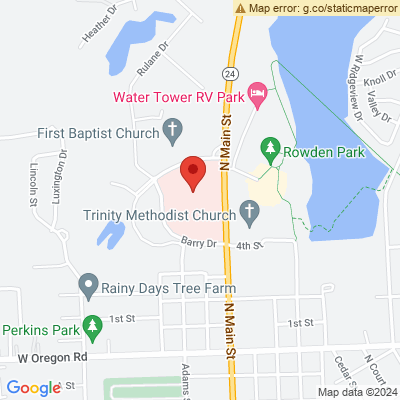 Map error: g.co/staticmaperror
Heather Dr
Rulane Dr
24
Water Tower RV Park
W Ridgeview Dr
Knoll Dr
Valley Dr
First Baptist Church
N Main St
Rowden Park
Luxington Dr
Lincoln St
Trinity Methodist Church
Barry Dr
4th St
Rainy Days Tree Farm
N Main St
1st St
1st St
Perkins Park
W Oregon Rd
Adams S
Cedar S
N Court
A St
Google
Map data ©2024